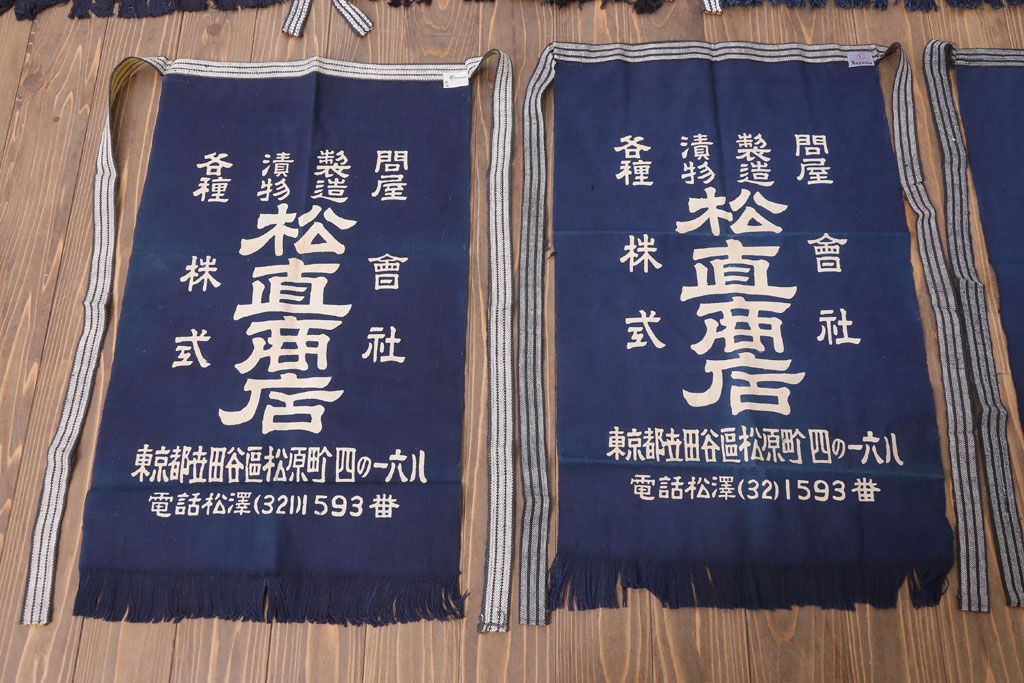 各種 漬物 製造 問屋
株式 松直商店 會社
東京都世田谷區松原町四の一六八
電話松澤(32)1593番
各種 漬物 製造 問屋
株式 松直商店 會社
東京都世田谷區松原町四の一六八
電話松澤(32)1593番